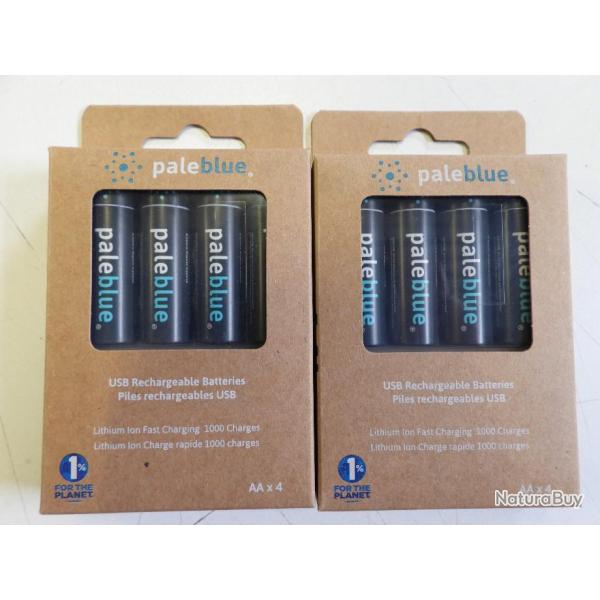 paleblue.
paleblue.
paleblue.
paleblue.
USB Rechargeable Batteries
Piles rechargeables USB
Lithium Ion Fast Charging 1000 Charges
Lithium Ion Charge rapide 1000 charges
1%
FOR THE
PLANET
AA x 4
paleblue.
paleblue.
paleblue.
paleblue.
paleblue.
USB Rechargeable Batteries
Piles rechargeables USB
Lithium Ion Fast Charging 1000 Charges
Lithium Ion Charge rapide 1000 charges
1%
FOR THE
PLANET
AA x 4
NaturaBuy